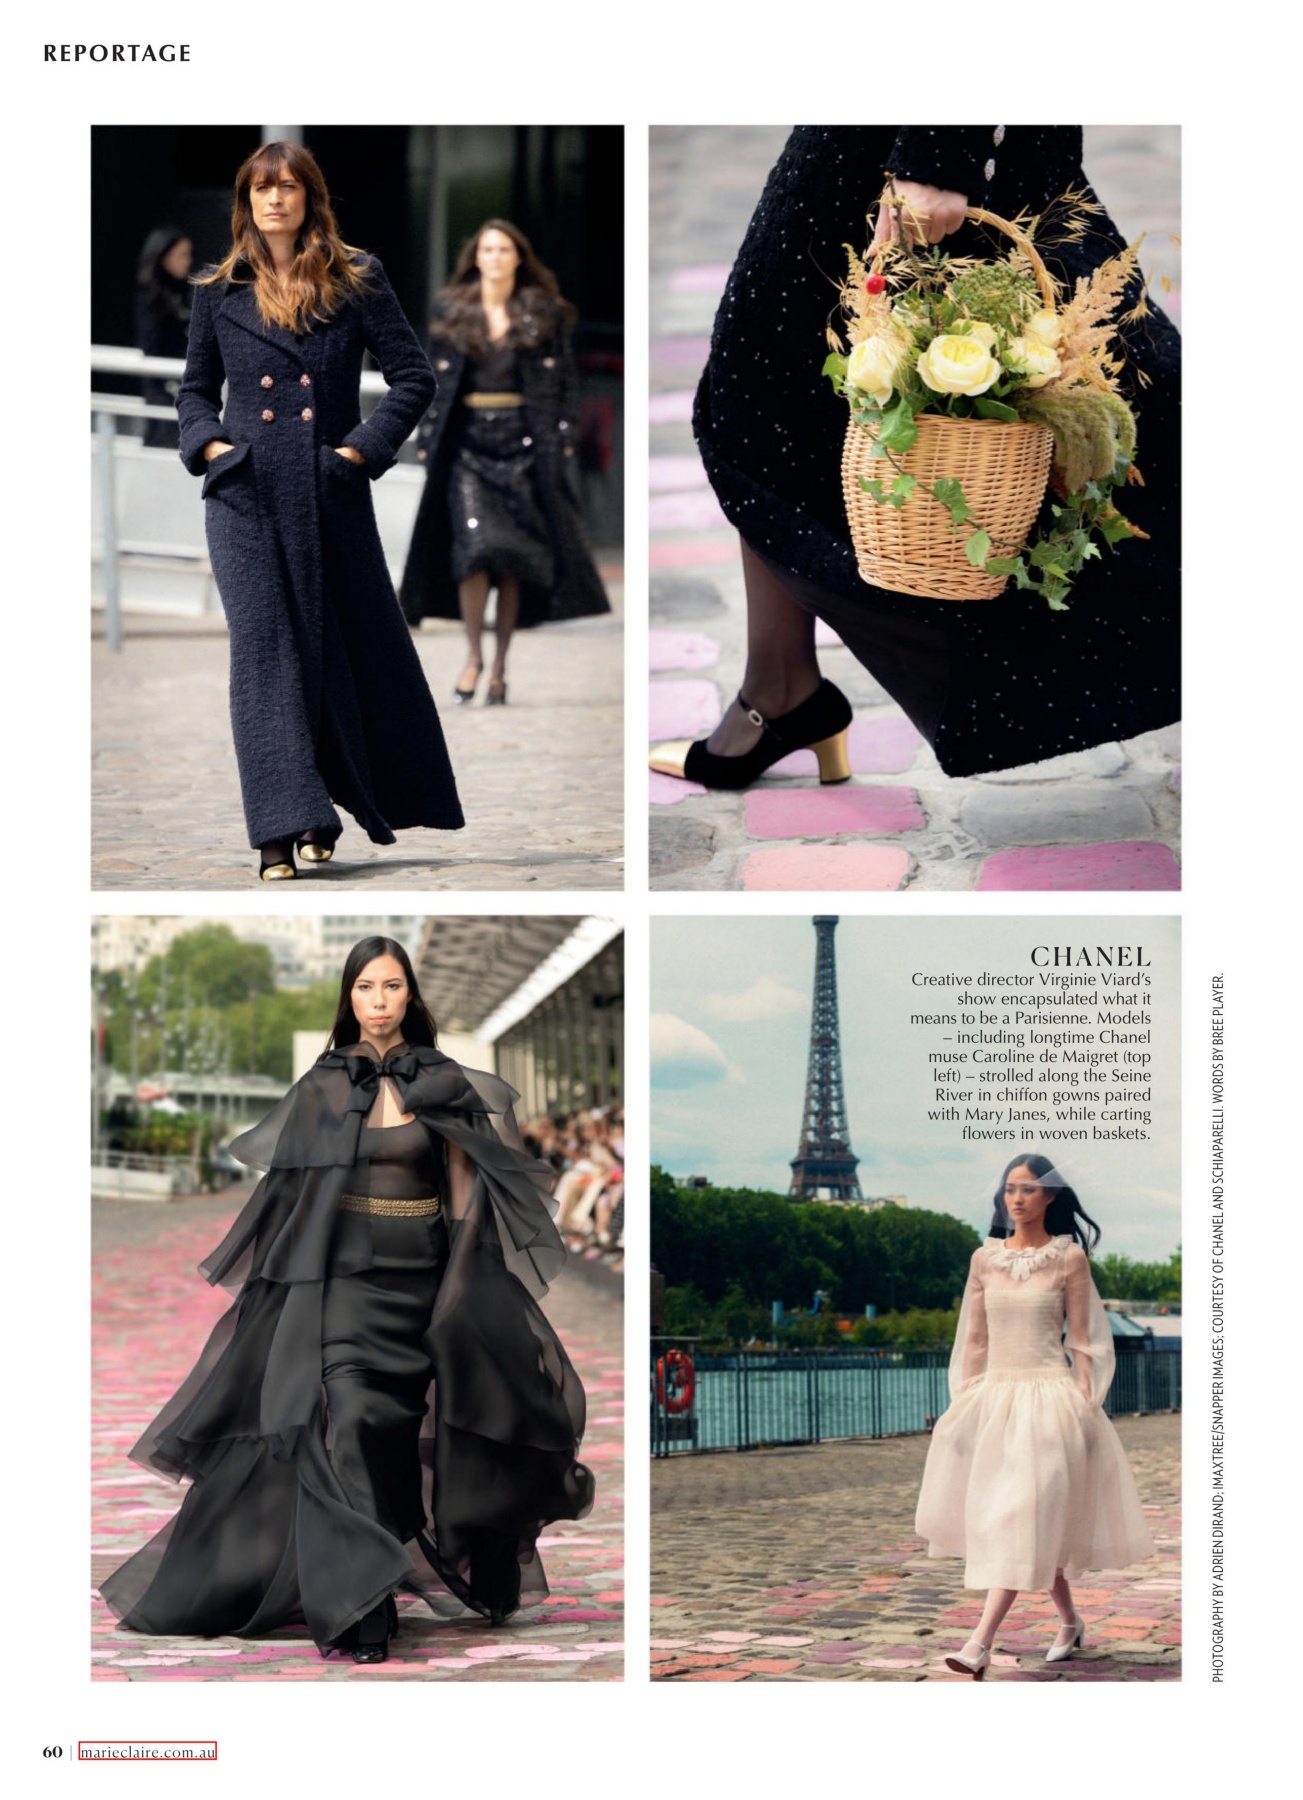 REPORTAGE
CHANEL
Creative director Virginie Viard’s
show encapsulated what it
means to be a Parisienne. Models
– including longtime Chanel
muse Caroline de Maigret (top
left) – strolled along the Seine
River in chiffon gowns paired
with Mary Janes, while carting
flowers in woven baskets.
PHOTOGRAPHY BY ADRIEN DIRAND; IMAXTREE/SNAPPER IMAGES; COURTESY OF CHANEL AND SCHIAPARELLI. WORDS BY BREE PLAYER.
60 | marieclaire.com.au